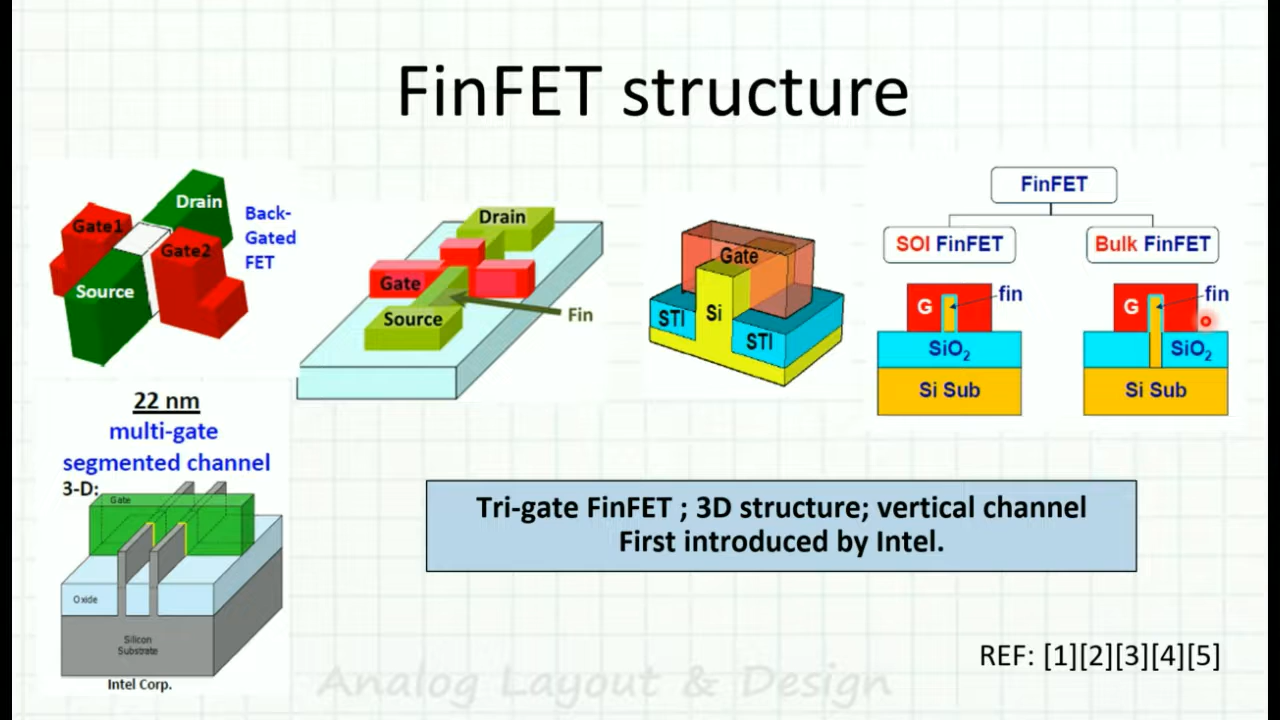 FinFET structure
Gate1
Drain
Gate2
Source
Back-
Gated
FET
Drain
Gate
Source
Fin
Gate
STI
Si
STI
FinFET
SOI FinFET
Bulk FinFET
G
fin
SiO2
Si Sub
G
fin
SiO2
Si Sub
22 nm
multi-gate
segmented channel
3-D:
Gate
Oxide
Silicon
Substrate
Intel Corp.
Tri-gate FinFET ; 3D structure; vertical channel
First introduced by Intel.
REF: [1][2][3][4][5]
Analog Layout & Design